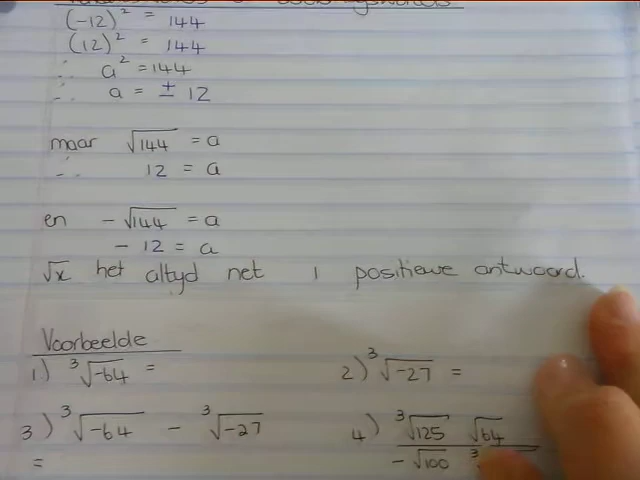 (-12)² = 144
(12)² = 144
∴ a² = 144
∴ a = ± 12
maar √144 = a
∴ 12 = a
en -√144 = a
- 12 = a
√x het altyd net 1 positiewe antwoord.
Voorbeelde
1) ³√-64 = 2) ³√-27 =
3) ³√-64 - ³√-27 4) ³√125 √64
= -√100 ³√